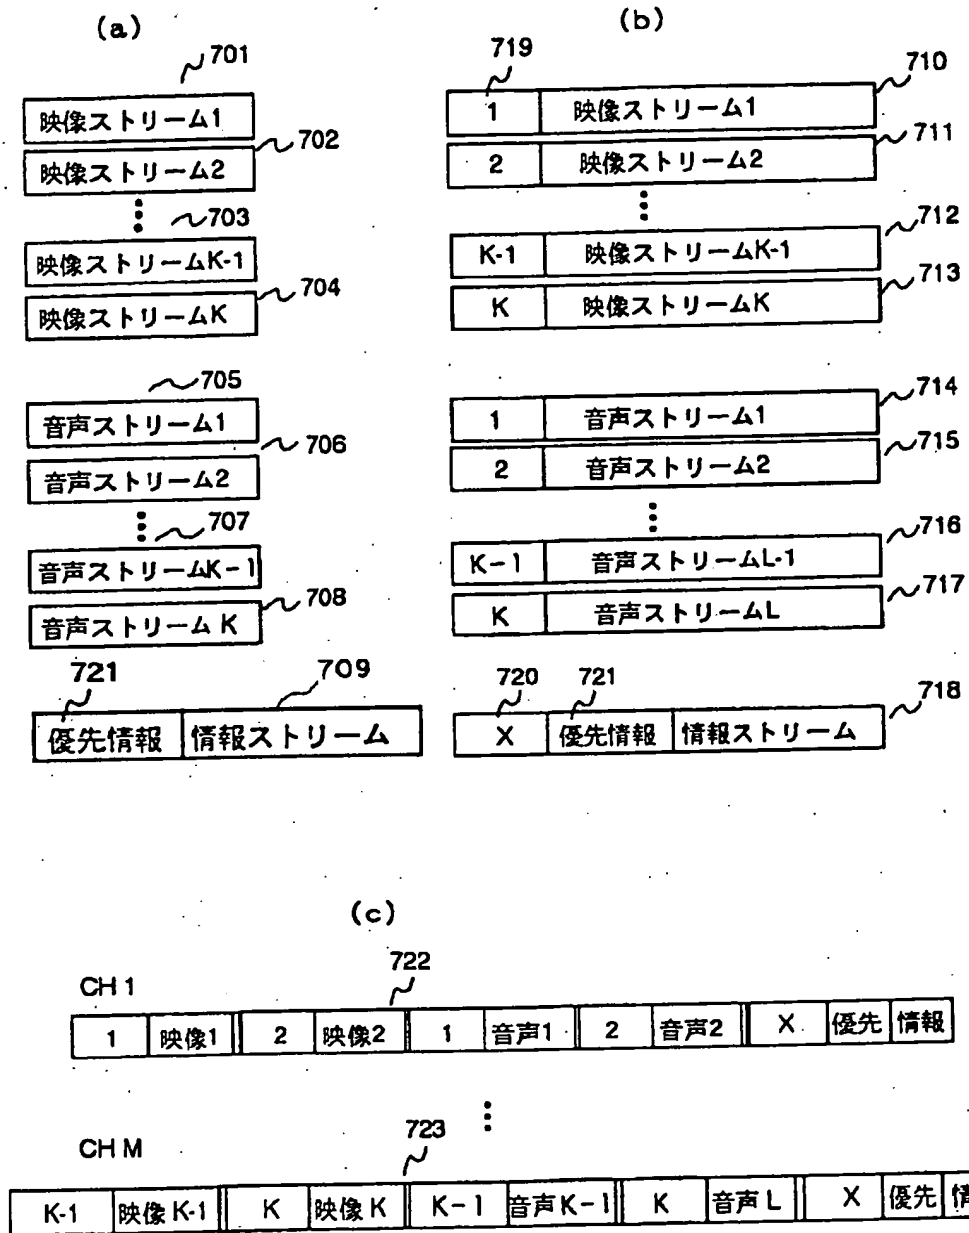 (a)
701
映像ストリーム1
702
映像ストリーム2
703
映像ストリームK-1
704
映像ストリームK
705
音声ストリーム1
706
音声ストリーム2
707
音声ストリームK-1
708
音声ストリームK
721
709
優先情報 情報ストリーム
(b)
719
710
1 映像ストリーム1
711
2 映像ストリーム2
712
K-1 映像ストリームK-1
713
K 映像ストリームK
714
1 音声ストリーム1
715
2 音声ストリーム2
716
K-1 音声ストリームL-1
717
K 音声ストリームL
720
721
718
X 優先情報 情報ストリーム
(c)
722
CH 1
1 映像1 2 映像2 1 音声1 2 音声2 X 優先 情報
723
CH M
K-1 映像K-1 K 映像K K-1 音声K-1 K 音声L X 優先 情